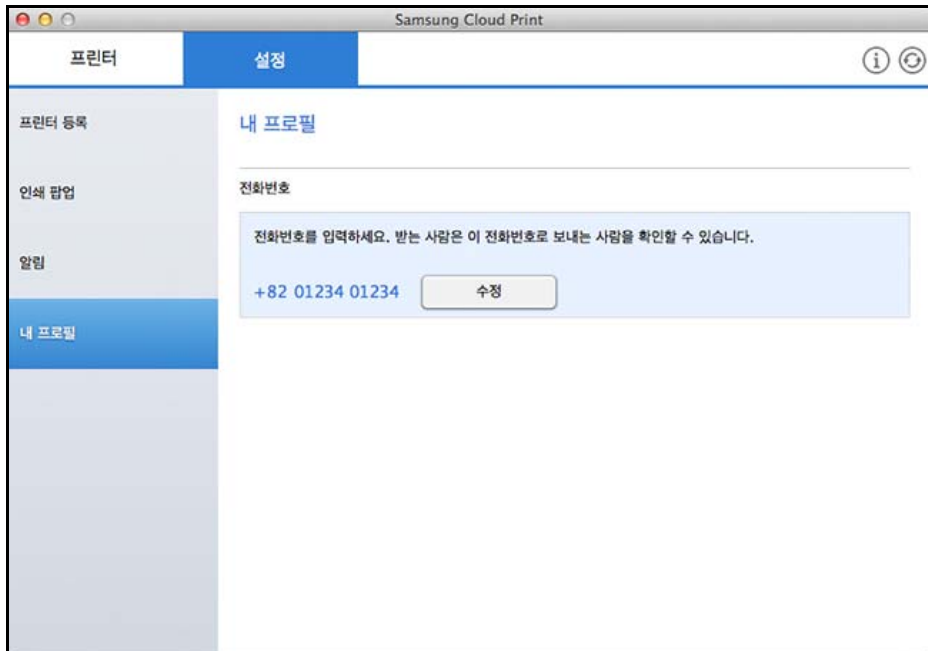 Samsung Cloud Print
프린터
설정
프린터 등록
인쇄 팝업
알림
내 프로필
내 프로필
전화번호
전화번호를 입력하세요. 받는 사람은 이 전화번호로 보내는 사람을 확인할 수 있습니다.
+82 01234 01234
수정